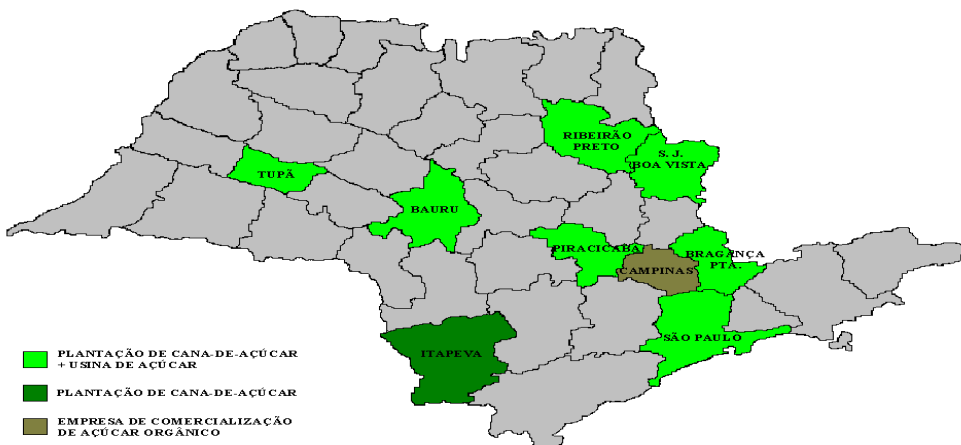 RIBEIRÃO
PRETO
S. J.
BOA VISTA
TUPÃ
BAURU
PIRACICABA
BRAGANÇA
PTA.
CAMPINAS
SÃO PAULO
ITAPEVA
PLANTAÇÃO DE CANA-DE-AÇÚCAR
+ USINA DE AÇÚCAR
PLANTAÇÃO DE CANA-DE-AÇÚCAR
EMPRESA DE COMERCIALIZAÇÃO
DE AÇÚCAR ORGÂNICO